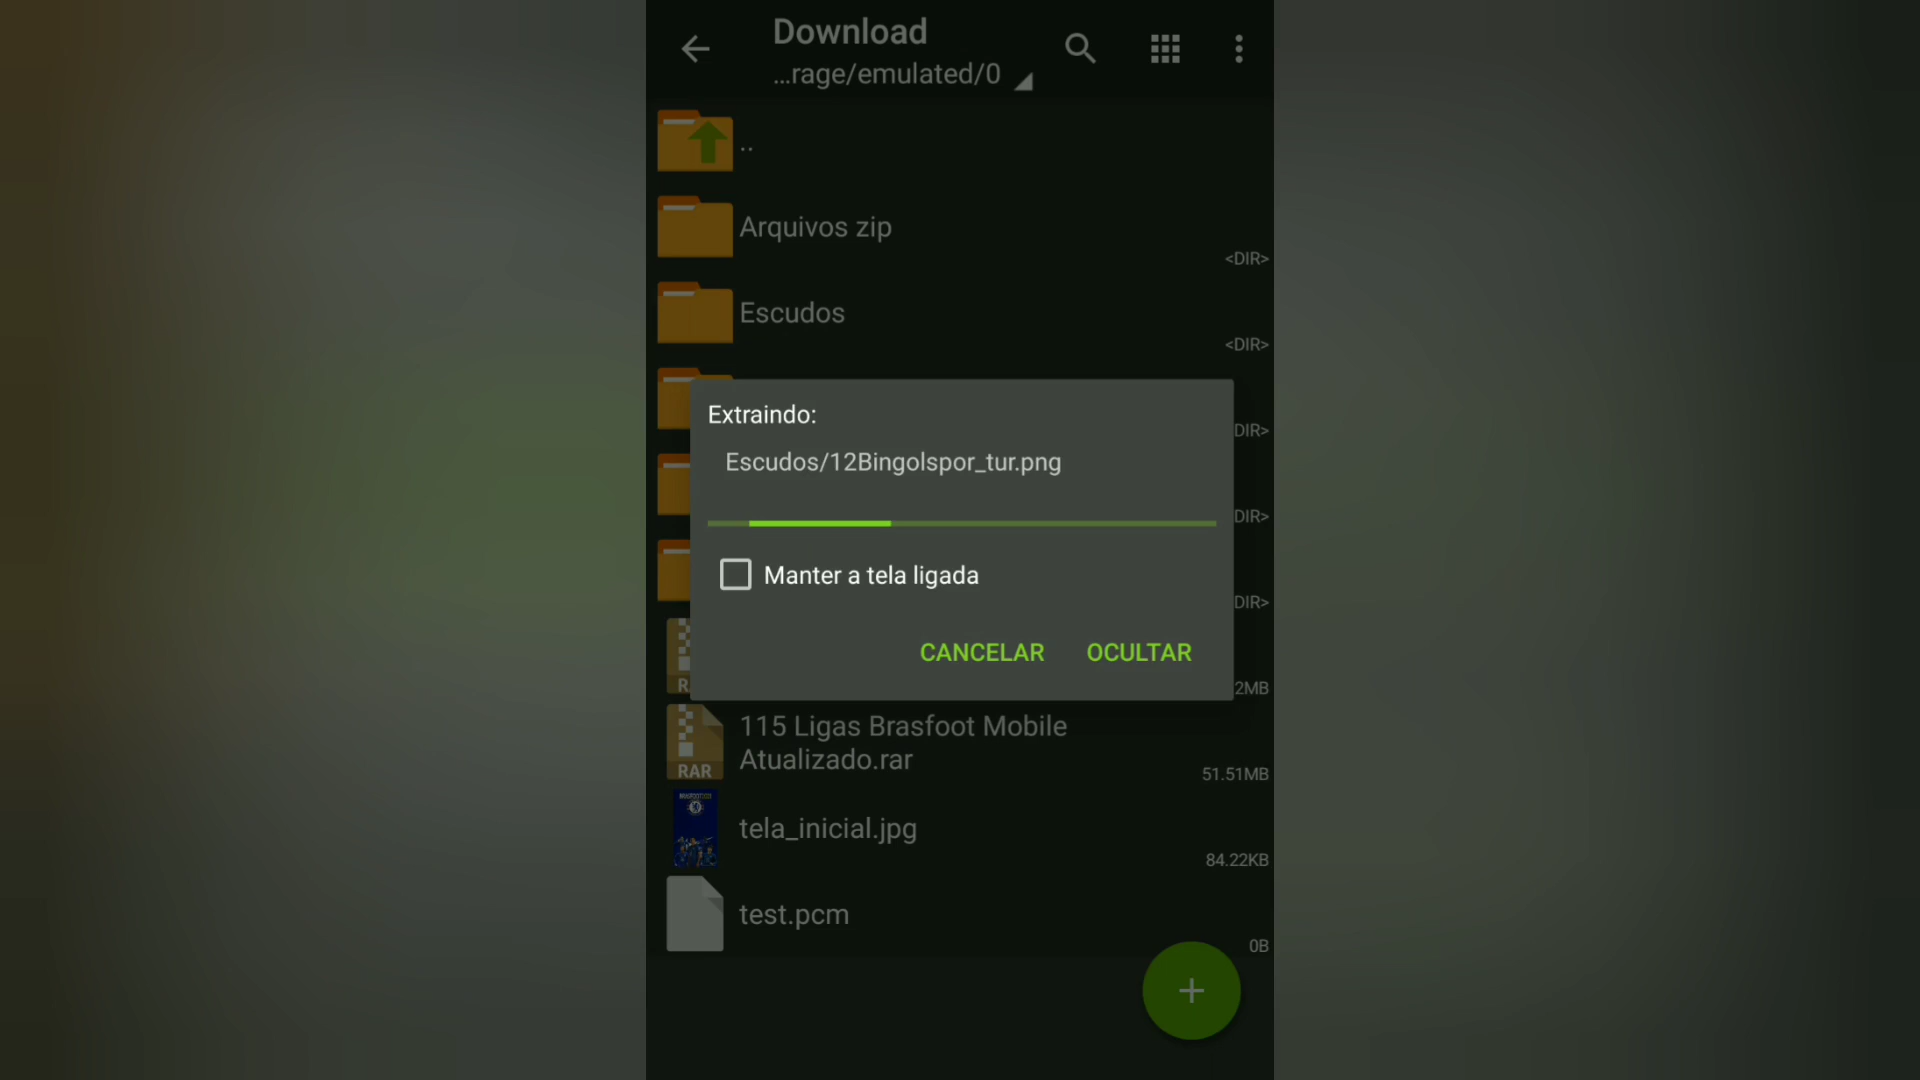 Download
...rage/emulated/0
..
Arquivos zip
<DIR>
Escudos
<DIR>
DIR>
Extraindo:
Escudos/12Bingolspor_tur.png
DIR>
Manter a tela ligada
DIR>
CANCELAR OCULTAR
2MB
115 Ligas Brasfoot Mobile
Atualizado.rar
RAR
51.51MB
tela_inicial.jpg
84.22KB
test.pcm
0B